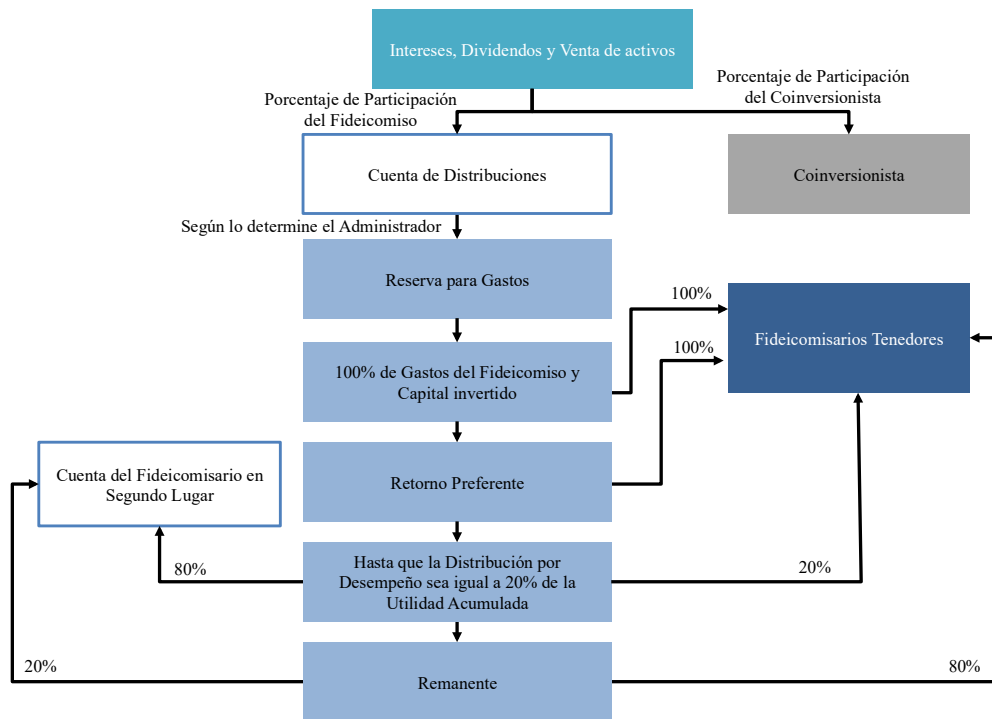 Intereses, Dividendos y Venta de activos
Porcentaje de Participación
del Fideicomiso
Porcentaje de Participación
del Coinversionista
Cuenta de Distribuciones
Coinversionista
Según lo determine el Administrador
Reserva para Gastos
100%
Fideicomisarios Tenedores
100%
100% de Gastos del Fideicomiso y
Capital invertido
Cuenta del Fideicomisario en
Segundo Lugar
Retorno Preferente
80%
Hasta que la Distribución por
Desempeño sea igual a 20% de la
Utilidad Acumulada
20%
20%
Remanente
80%